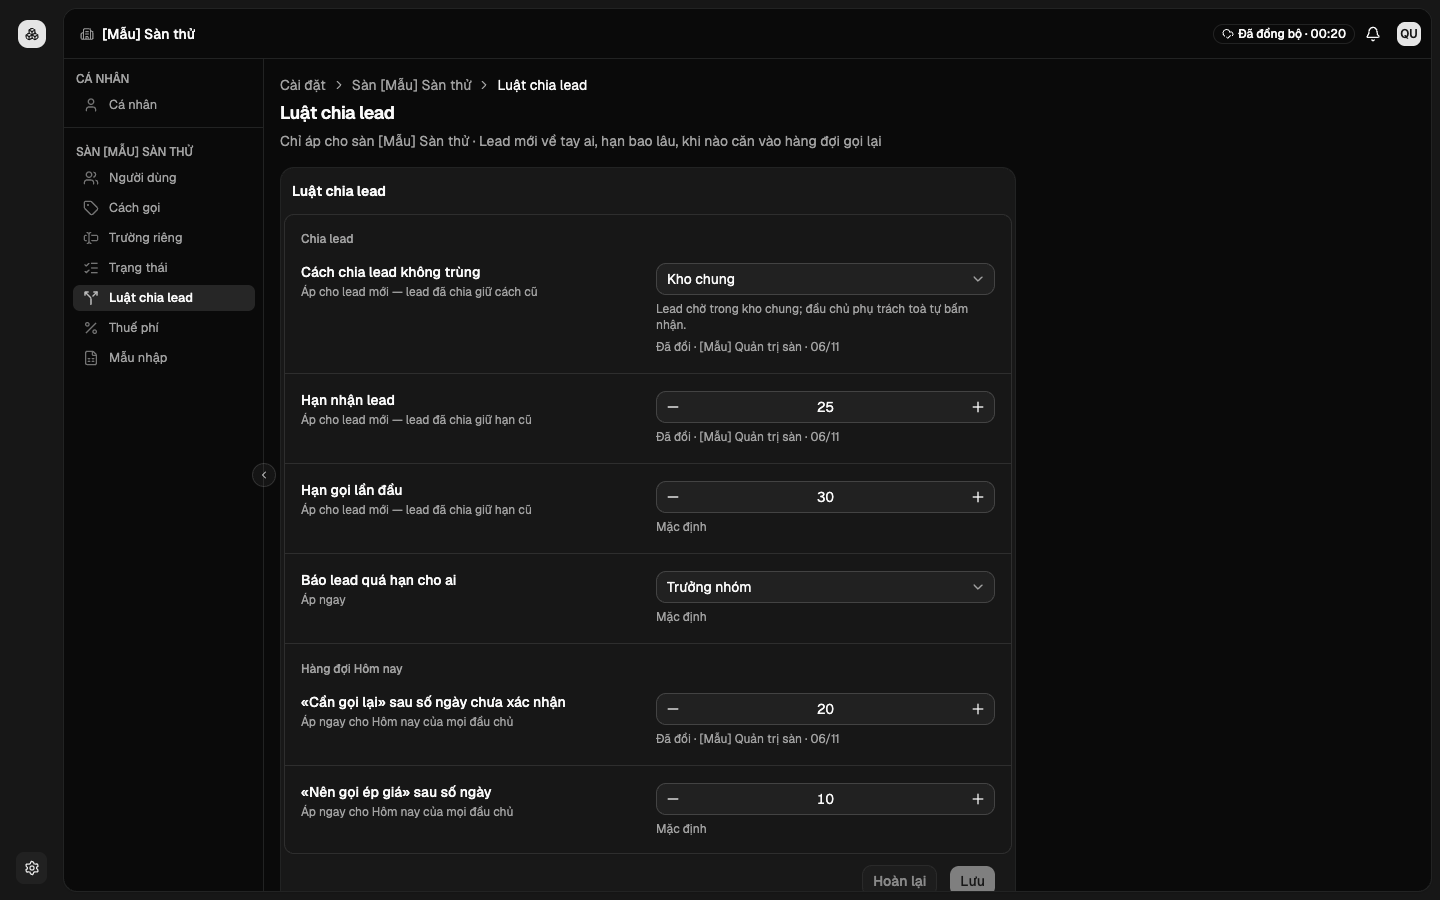 [Mẫu] Sàn thử
Đã đồng bộ · 00:20
QU
CÁ NHÂN
Cá nhân
SÀN [MẪU] SÀN THỬ
Người dùng
Cách gọi
Trường riêng
Trạng thái
Luật chia lead
Thuế phí
Mẫu nhập
Cài đặt > Sàn [Mẫu] Sàn thử > Luật chia lead
Luật chia lead
Chỉ áp cho sàn [Mẫu] Sàn thử · Lead mới về tay ai, hạn bao lâu, khi nào căn vào hàng đợi gọi lại
Luật chia lead
Chia lead
Cách chia lead không trùng
Áp cho lead mới — lead đã chia giữ cách cũ
Kho chung
Lead chờ trong kho chung; đầu chủ phụ trách toà tự bấm
nhận.
Đã đổi · [Mẫu] Quản trị sàn · 06/11
Hạn nhận lead
Áp cho lead mới — lead đã chia giữ hạn cũ
25
Đã đổi · [Mẫu] Quản trị sàn · 06/11
Hạn gọi lần đầu
Áp cho lead mới — lead đã chia giữ hạn cũ
30
Mặc định
Báo lead quá hạn cho ai
Áp ngay
Trưởng nhóm
Mặc định
Hàng đợi Hôm nay
«Cần gọi lại» sau số ngày chưa xác nhận
Áp ngay cho Hôm nay của mọi đầu chủ
20
Đã đổi · [Mẫu] Quản trị sàn · 06/11
«Nên gọi ép giá» sau số ngày
Áp ngay cho Hôm nay của mọi đầu chủ
10
Mặc định
Hoàn lại
Lưu